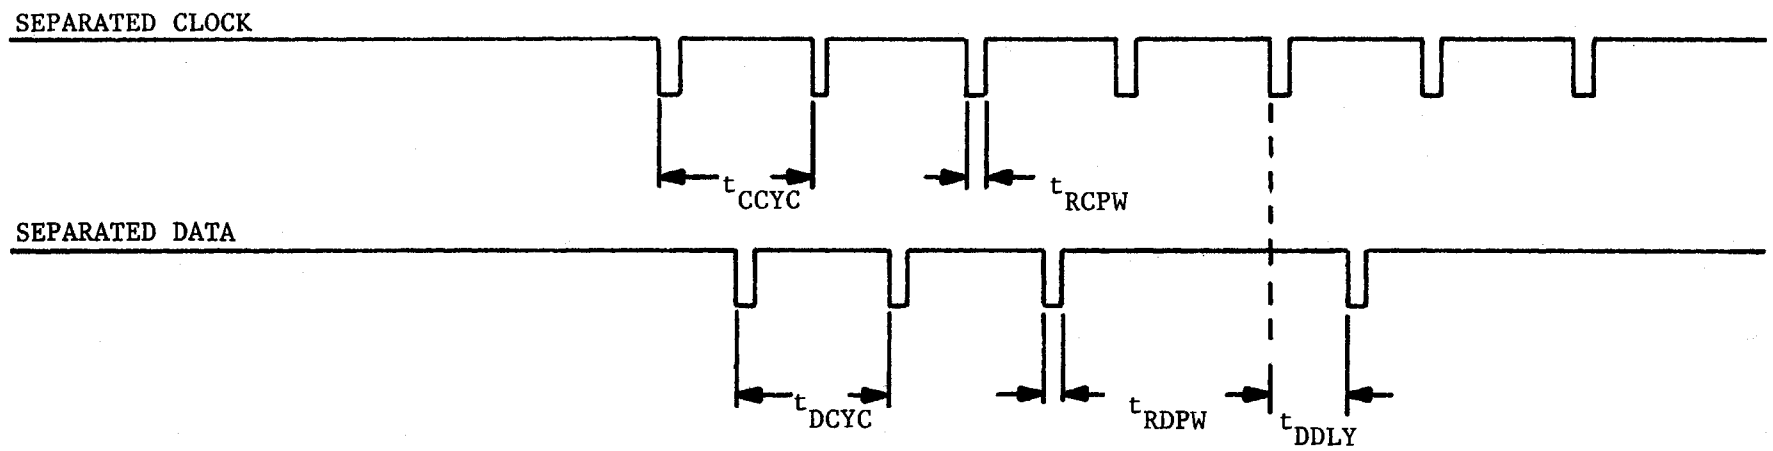 SEPARATED CLOCK
tCCYC
tRCPW
SEPARATED DATA
tDCYC
tRDPW
tDDLY